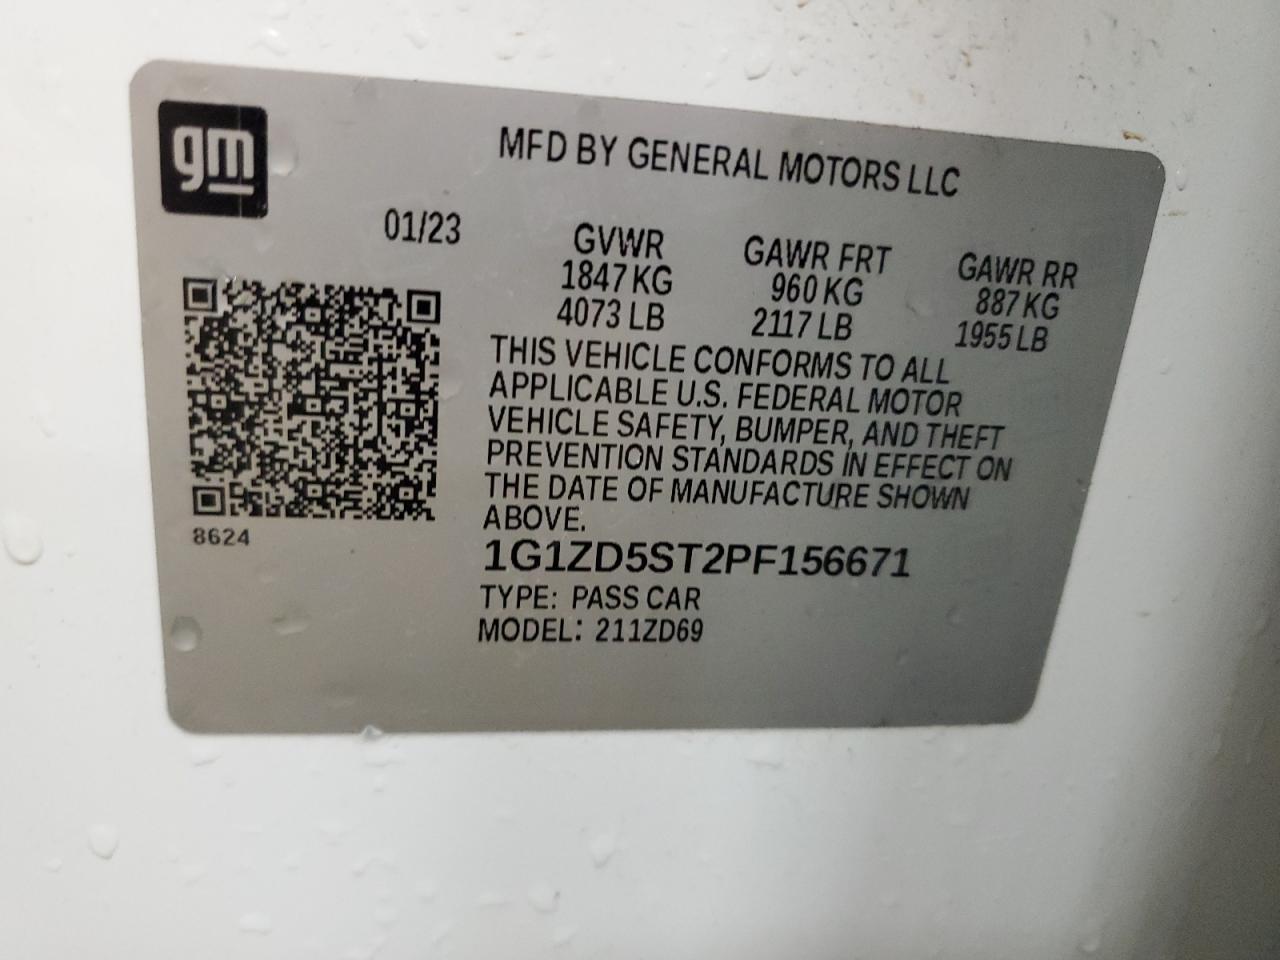 gm
MFD BY GENERAL MOTORS LLC
01/23
GVWR GAWR FRT GAWR RR
1847 KG 960 KG 887 KG
4073 LB 2117 LB 1955 LB
THIS VEHICLE CONFORMS TO ALL
APPLICABLE U.S. FEDERAL MOTOR
VEHICLE SAFETY, BUMPER, AND THEFT
PREVENTION STANDARDS IN EFFECT ON
THE DATE OF MANUFACTURE SHOWN
ABOVE.
8624
1G1ZD5ST2PF156671
TYPE: PASS CAR
MODEL: 211ZD69